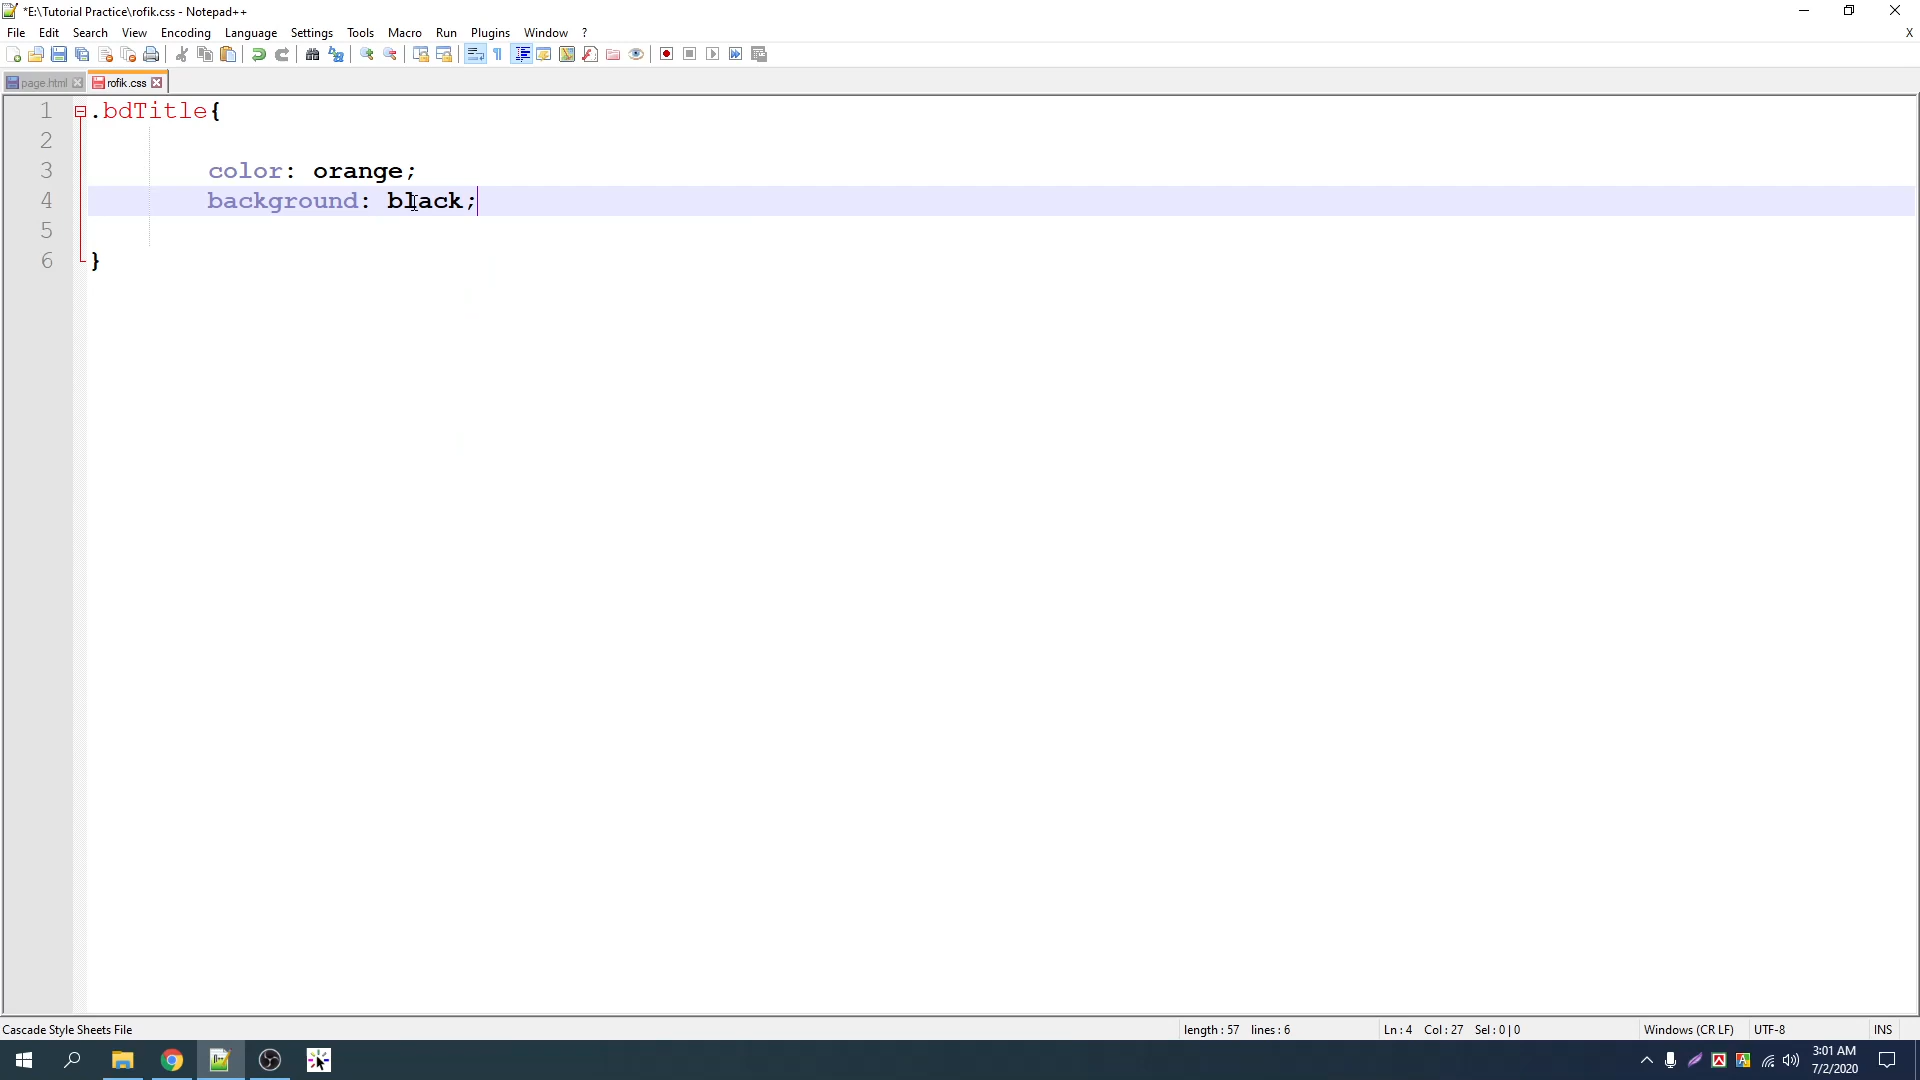 *E:\Tutorial Practice\rofik.css - Notepad++
File Edit Search View Encoding Language Settings Tools Macro Run Plugins Window ? X
page.html rofik.css
1 .bdTitle{
2
3 color: orange;
4 background: black;
5
6 }
Cascade Style Sheets File length : 57 lines : 6 Ln : 4 Col : 27 Sel : 0 | 0 Windows (CR LF) UTF-8 INS
3:01 AM
7/2/2020